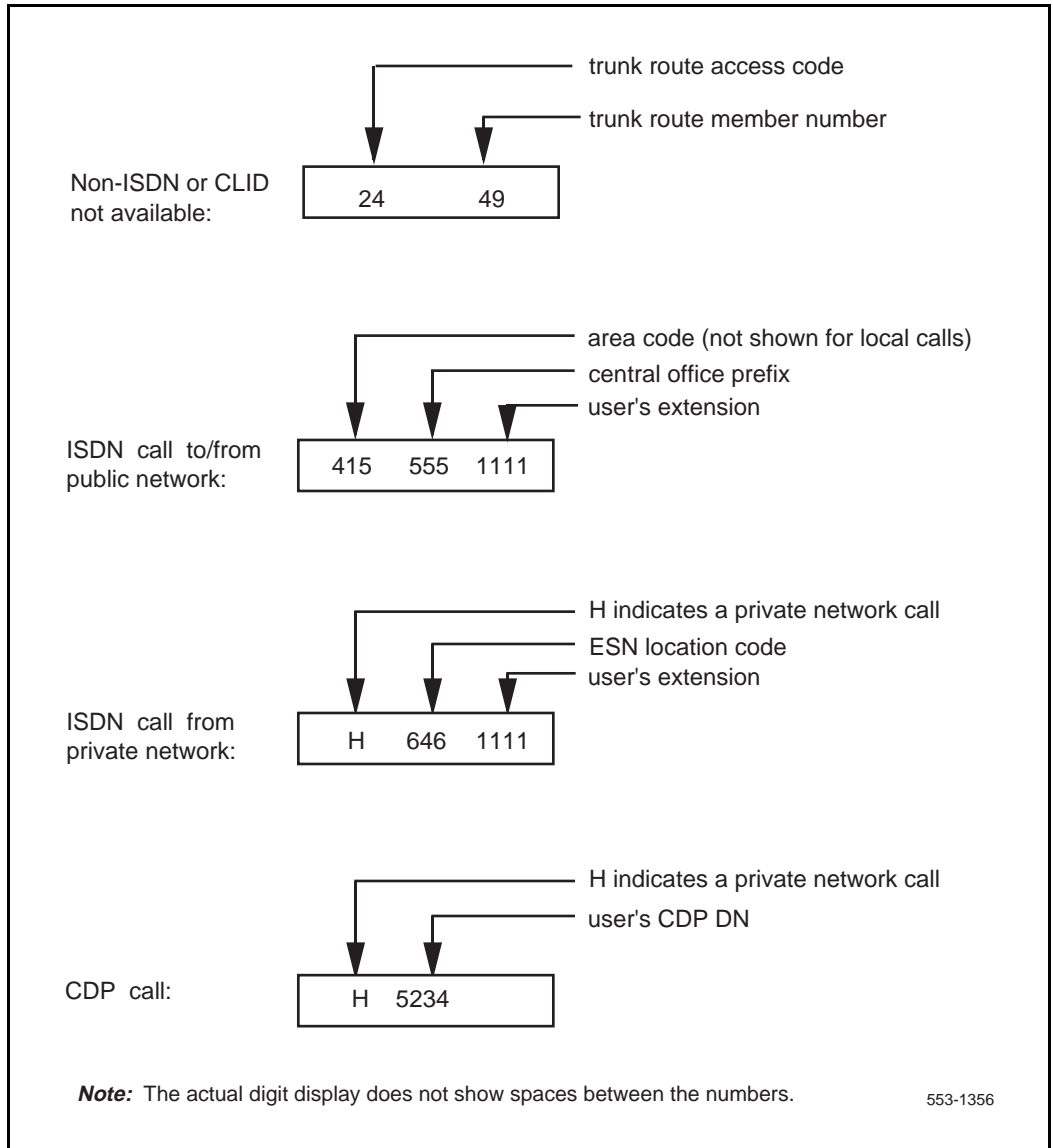 trunk route access code
trunk route member number
Non-ISDN or CLID
not available:
24 49
area code (not shown for local calls)
central office prefix
user's extension
ISDN call to/from
public network:
415 555 1111
H indicates a private network call
ESN location code
user's extension
ISDN call from
private network:
H 646 1111
H indicates a private network call
user's CDP DN
CDP call:
H 5234
Note: The actual digit display does not show spaces between the numbers.
553-1356